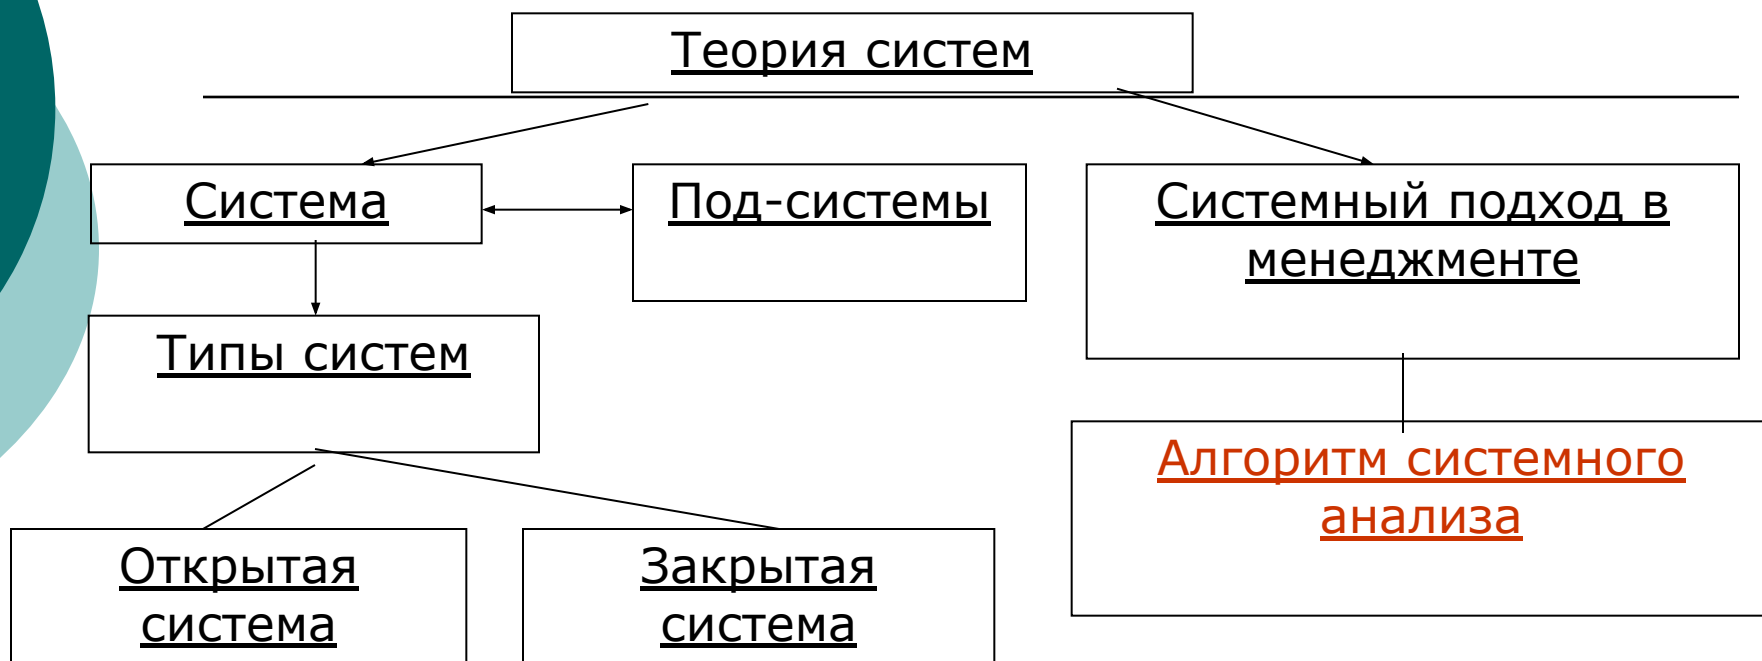 Теория систем
Система
Под-системы
Системный подход в
менеджменте
Типы систем
Алгоритм системного
анализа
Открытая
система
Закрытая
система